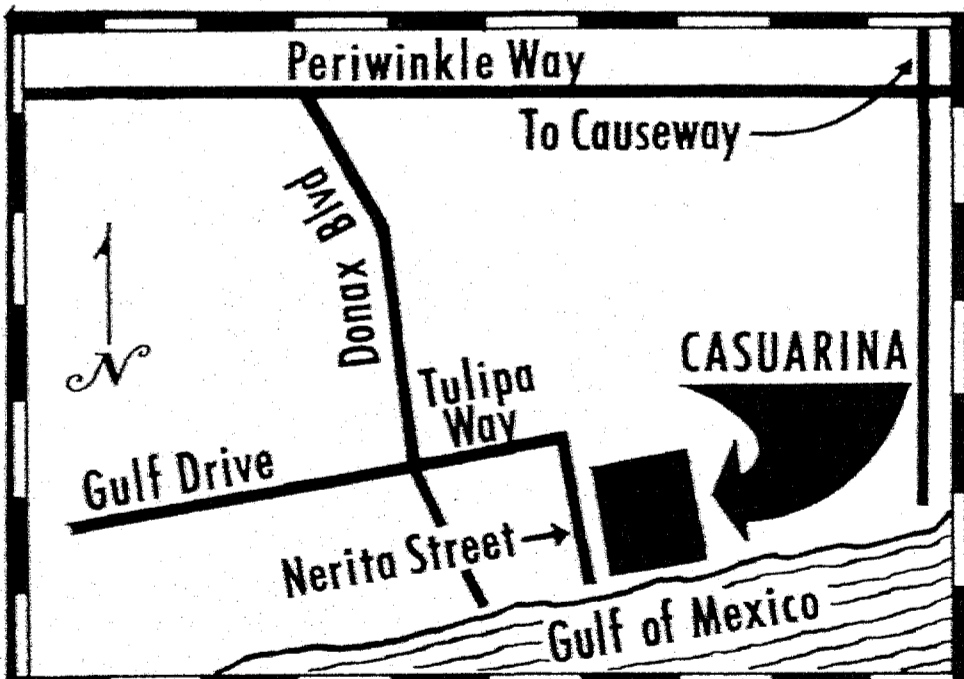 Periwinkle Way
To Causeway
Donax Blvd
N
CASUARINA
Tulipa
Way
Gulf Drive
Nerita Street
Gulf of Mexico